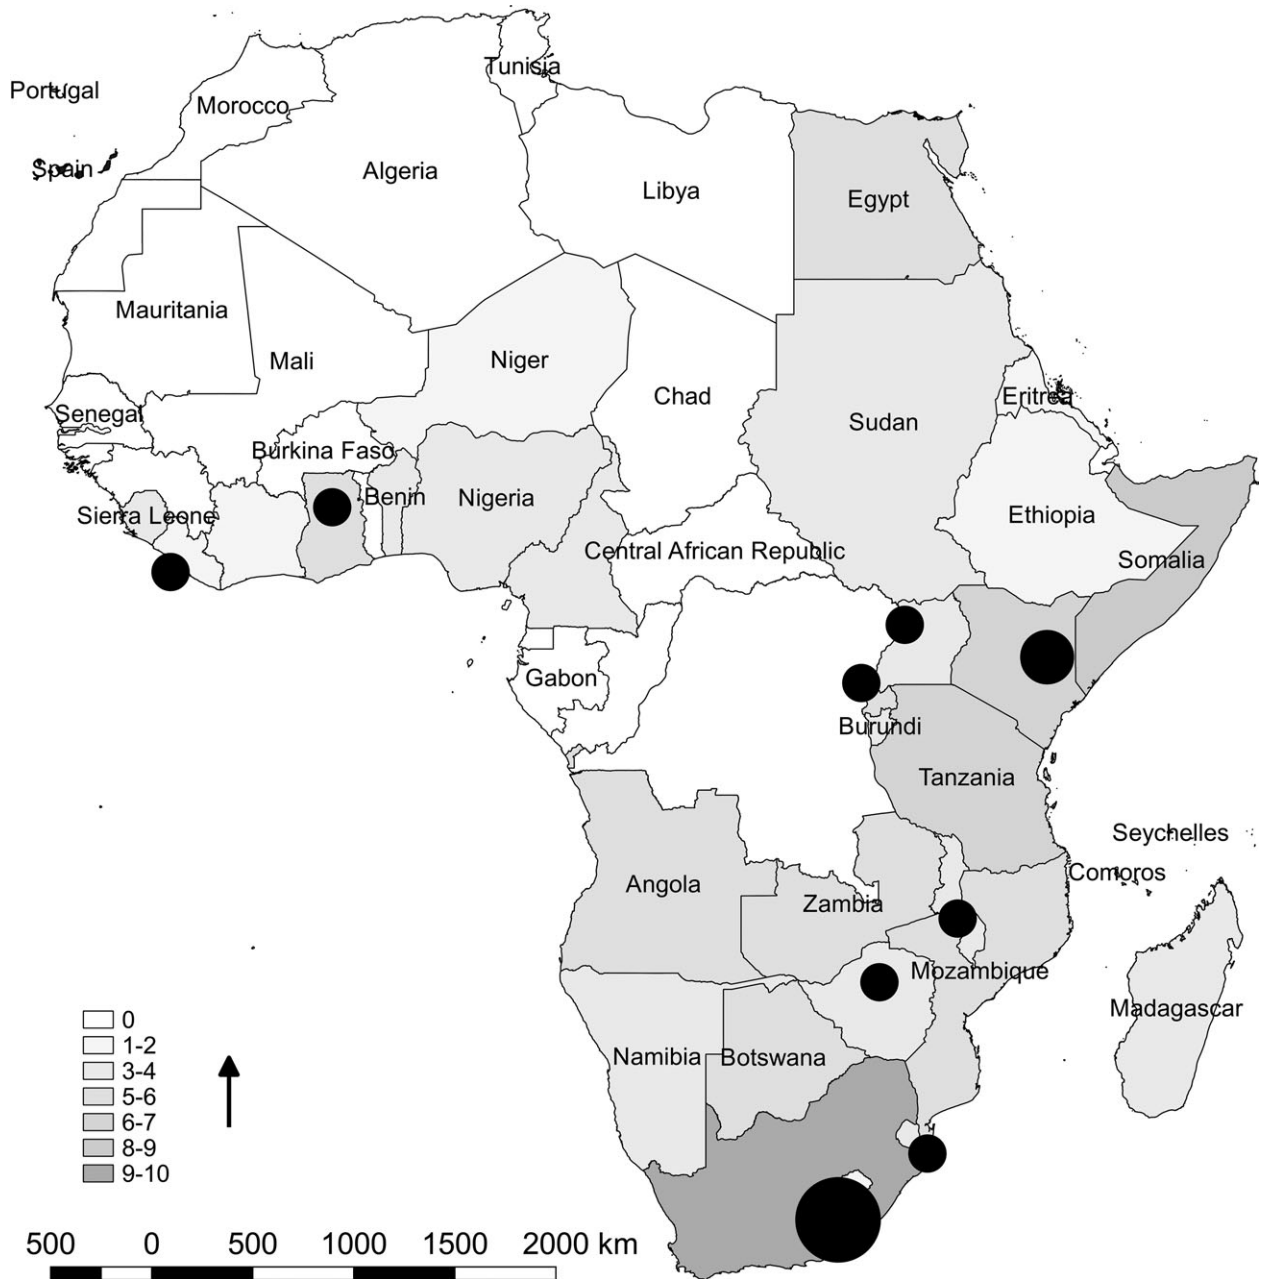 Tunisia
Portugal
Morocco
Spain
Algeria
Libya
Egypt
Mauritania
Mali
Niger
Chad
Eritrea
Senegal
Sudan
Burkina Faso
Benin
Nigeria
Sierra Leone
Ethiopia
Central African Republic
Somalia
Gabon
Burundi
Tanzania
Seychelles
Comoros
Angola
Zambia
Mozambique
Madagascar
Namibia
Botswana
0
1-2
3-4
5-6
6-7
8-9
9-10
500 0 500 1000 1500 2000 km